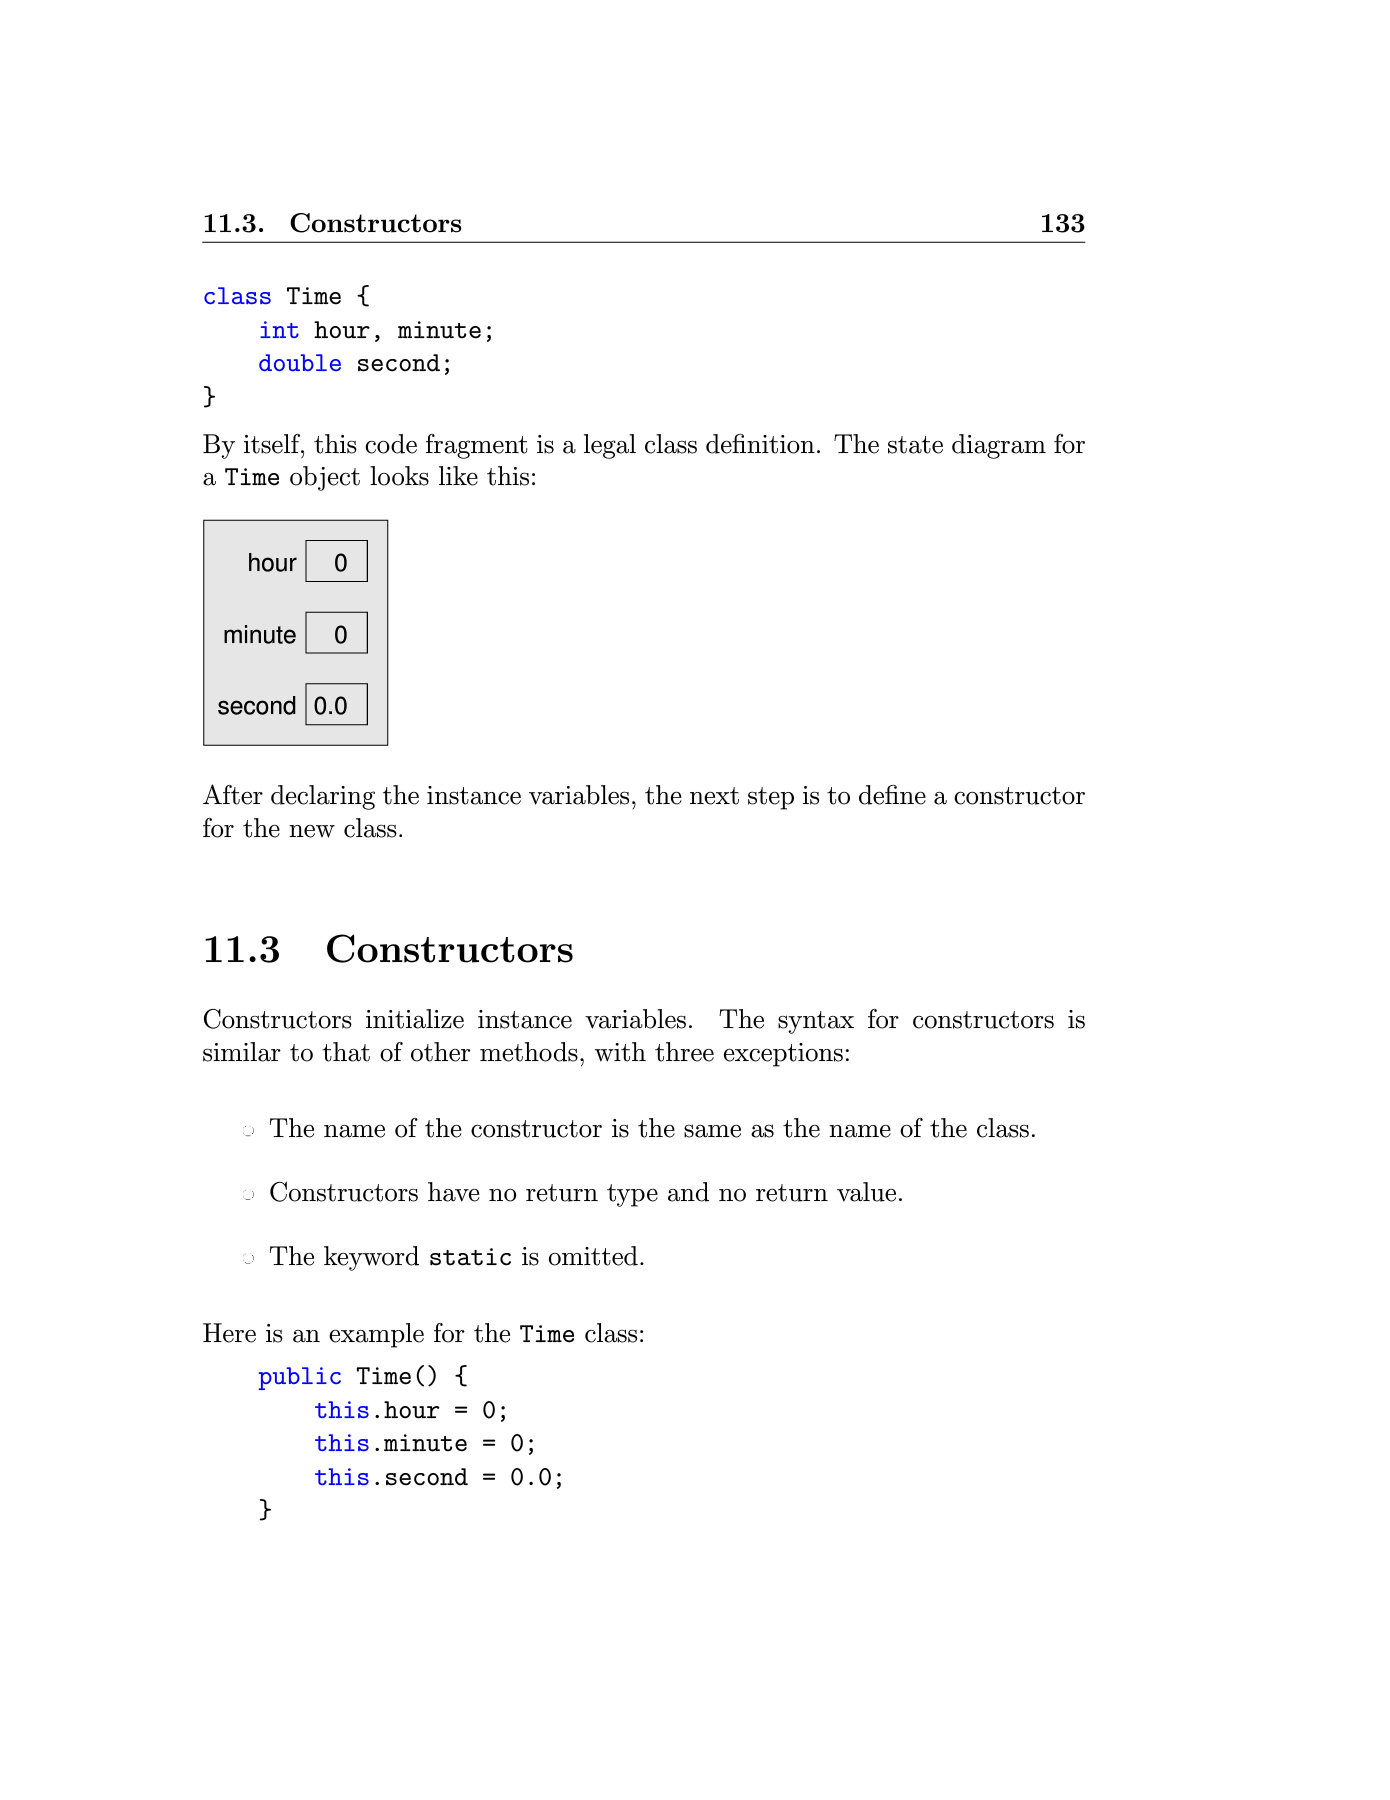 11.3. Constructors 133
class Time {
    int hour, minute;
    double second;
}
By itself, this code fragment is a legal class definition. The state diagram for
a Time object looks like this:
hour 0
minute 0
second 0.0
After declaring the instance variables, the next step is to define a constructor
for the new class.
11.3 Constructors
Constructors initialize instance variables. The syntax for constructors is
similar to that of other methods, with three exceptions:
○ The name of the constructor is the same as the name of the class.
○ Constructors have no return type and no return value.
○ The keyword static is omitted.
Here is an example for the Time class:
    public Time() {
        this.hour = 0;
        this.minute = 0;
        this.second = 0.0;
    }